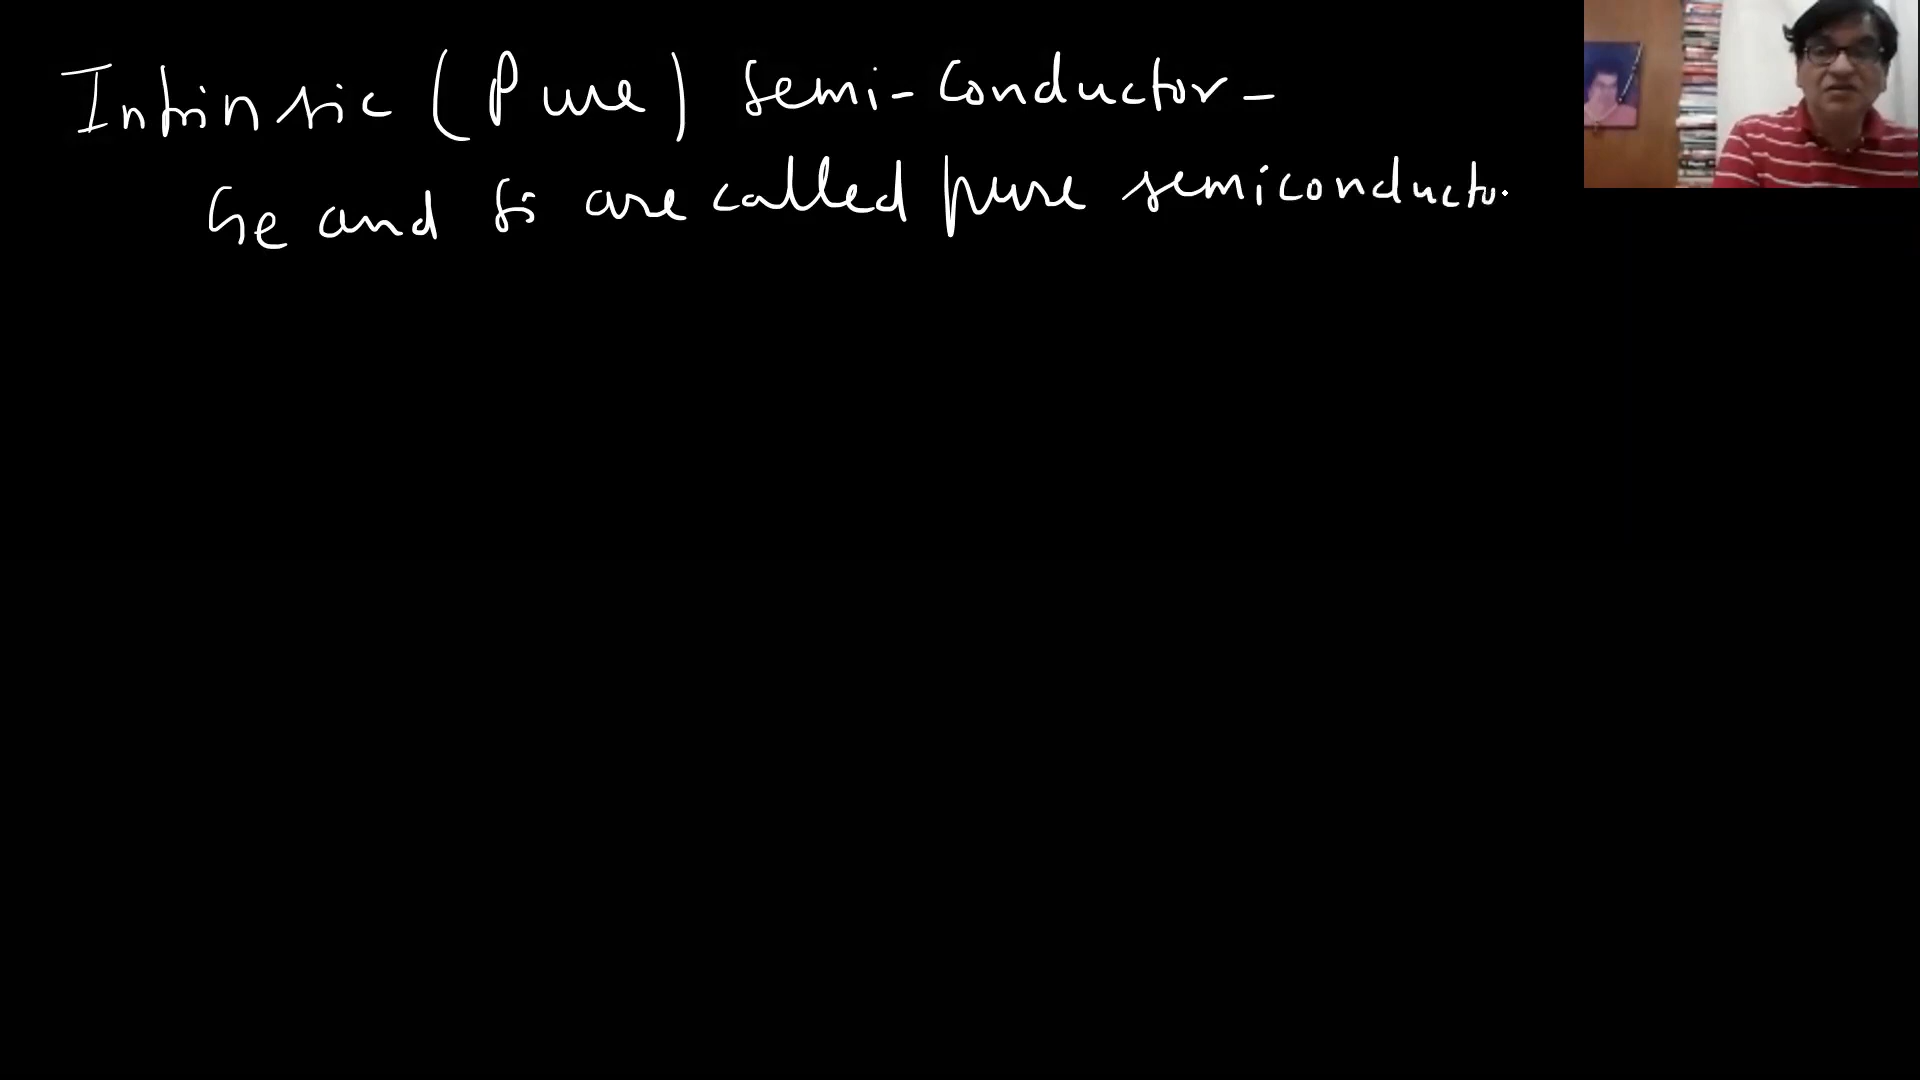 Intrinsic (Pure) Semi-Conductor-
Ge and Si are called pure semiconducto.